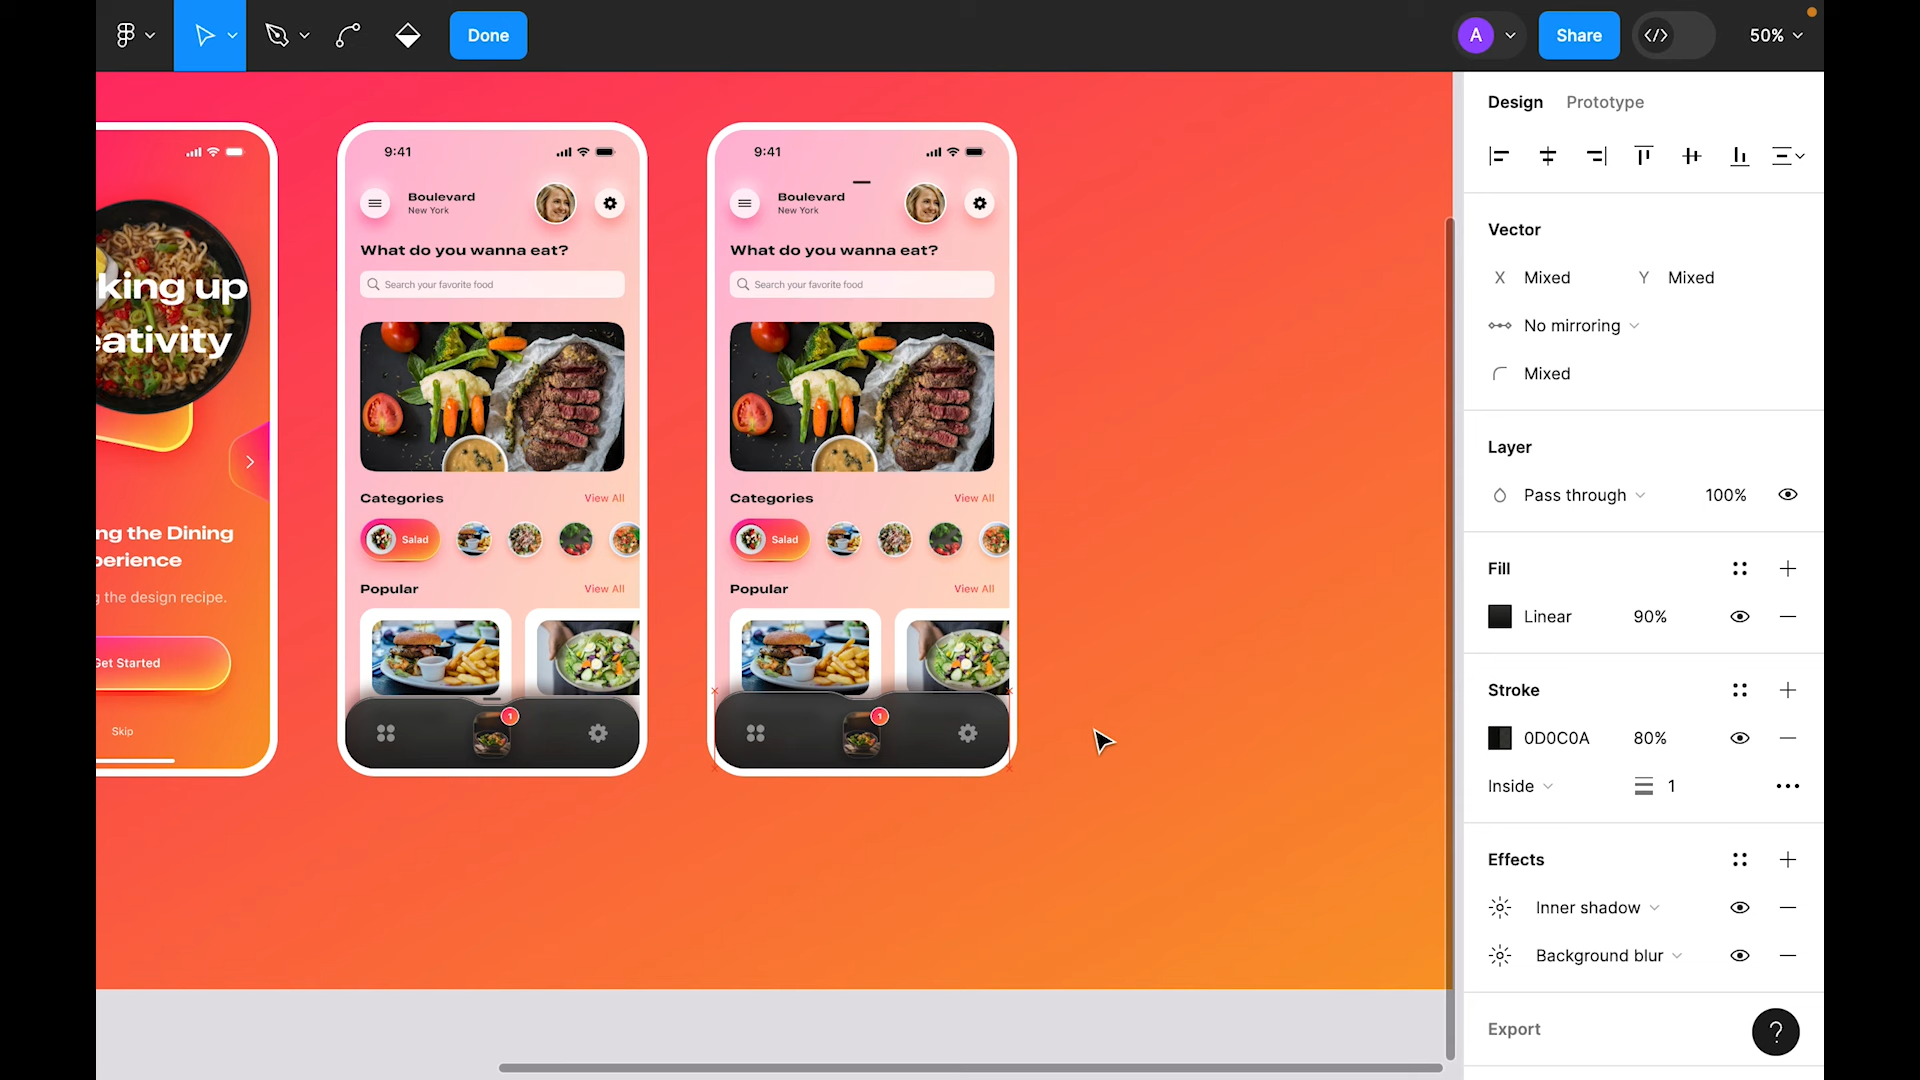 Done
A
Share
50%
Design
Prototype
Vector
X
Mixed
Y
Mixed
No mirroring
Mixed
Layer
Pass through
100%
Fill
Linear
90%
Stroke
0D0C0A
80%
Inside
1
Effects
Inner shadow
Background blur
Export
?
king up
eativity
ng the Dining
perience
g the design recipe.
Get Started
Skip
9:41
Boulevard
New York
What do you wanna eat?
Search your favorite food
Categories
View All
Salad
Popular
View All
1
9:41
Boulevard
New York
What do you wanna eat?
Search your favorite food
Categories
View All
Salad
Popular
View All
1